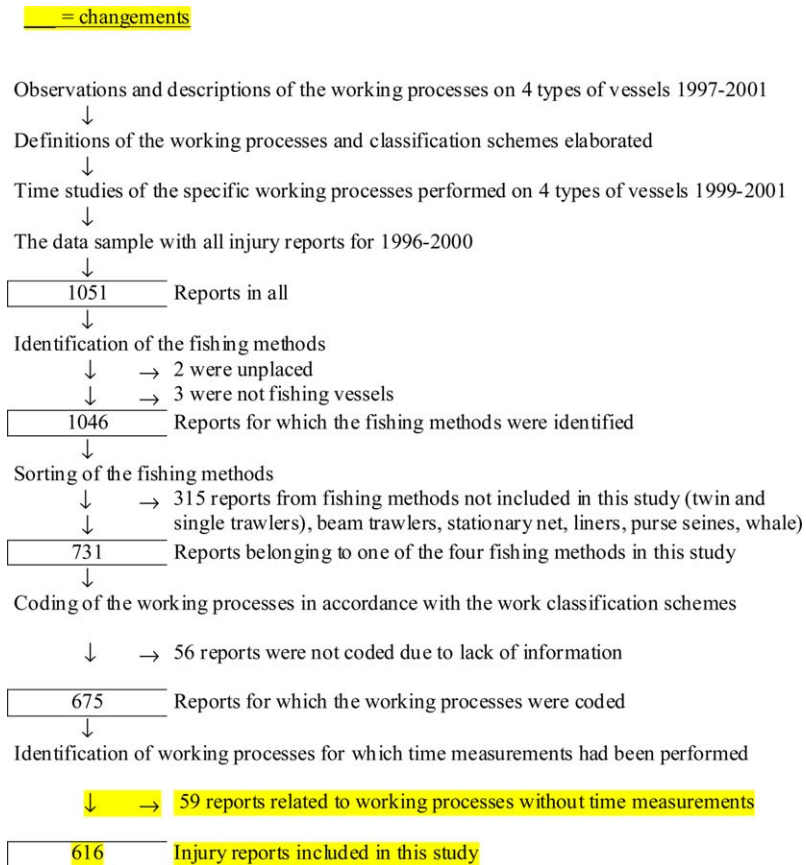 ___ = changements
Observations and descriptions of the working processes on 4 types of vessels 1997-2001
↓
Definitions of the working processes and classification schemes elaborated
↓
Time studies of the specific working processes performed on 4 types of vessels 1999-2001
↓
The data sample with all injury reports for 1996-2000
↓
1051 Reports in all
↓
Identification of the fishing methods
↓ → 2 were unplaced
↓ → 3 were not fishing vessels
1046 Reports for which the fishing methods were identified
↓
Sorting of the fishing methods
↓ → 315 reports from fishing methods not included in this study (twin and
↓ single trawlers), beam trawlers, stationary net, liners, purse seines, whale)
731 Reports belonging to one of the four fishing methods in this study
↓
Coding of the working processes in accordance with the work classification schemes
↓ → 56 reports were not coded due to lack of information
675 Reports for which the working processes were coded
↓
Identification of working processes for which time measurements had been performed
↓ → 59 reports related to working processes without time measurements
616 Injury reports included in this study